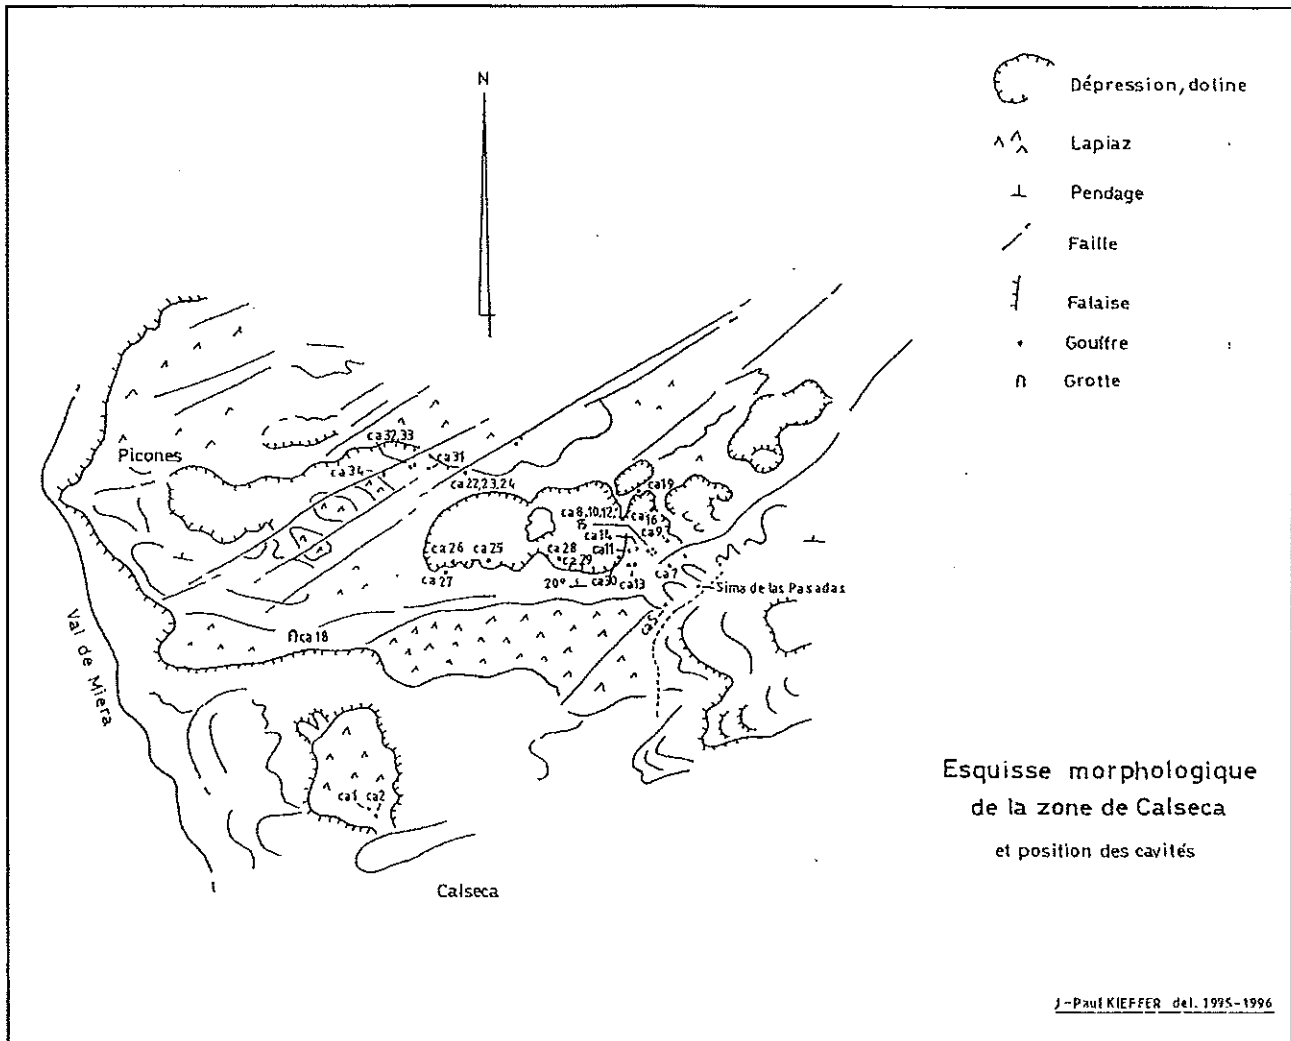 N
Dépression, doline
Lapiaz
Pendage
Faille
Falaise
Gouffre
Grotte
Picones
ca 32,33
ca 31
ca 34
ca 22, 23, 24
ca 19
ca 8, 10, 12,
15
ca 16
ca 9
ca 14
ca 11
ca 26
ca 25
ca 28
ca 29
ca 27
20°
ca 30
ca 13
ca 7
Sima de las Pasadas
ca 5
ca 18
Val de Miera
ca 1
ca 2
Calseca
Esquisse morphologique
de la zone de Calseca
et position des cavités
J-Paul KIEFFER del. 1995-1996